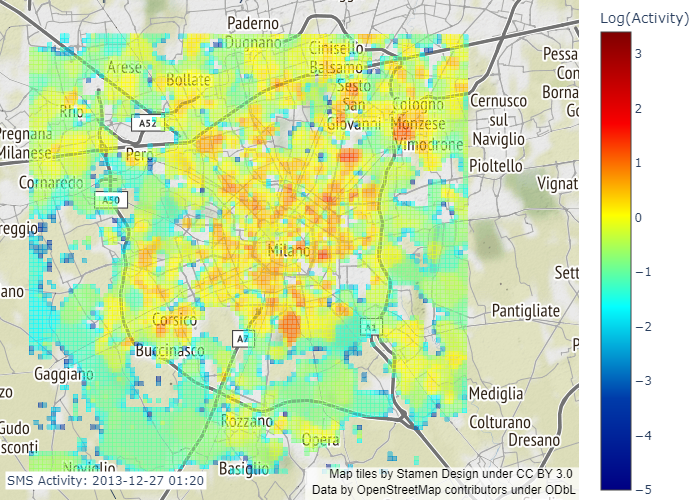 Log(Activity)
3
2
1
0
−1
−2
−3
−4
−5
Paderno
Dugnano
Cinisello
Balsamo
Arese
Bollate
Sesto
San
Giovanni
Cologno
Monzese
Vimodrone
Cernusco
sul
Naviglio
Pessa
Con
Borna
Go
Rho
A52
Pregnana
Milanese
Pero
Pioltello
Cornaredo
A50
Vignat
reggio
Milano
Sett
ano
Pantigliate
Corsico
A7
A1
P
Buccinasco
Gaggiano
zo
Mediglia
Gudo
sconti
Rozzano
Colturano
Dresano
Opera
Noviglio
Basiglio
SMS Activity: 2013-12-27 01:20
Map tiles by Stamen Design under CC BY 3.0
Data by OpenStreetMap contributors under ODbL